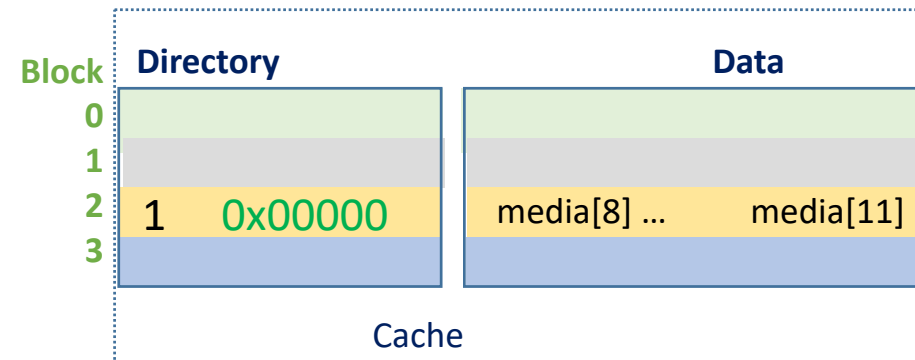 Directory Data
Block
0
1
2 1 0x00000 media[8] … media[11]
3
Cache